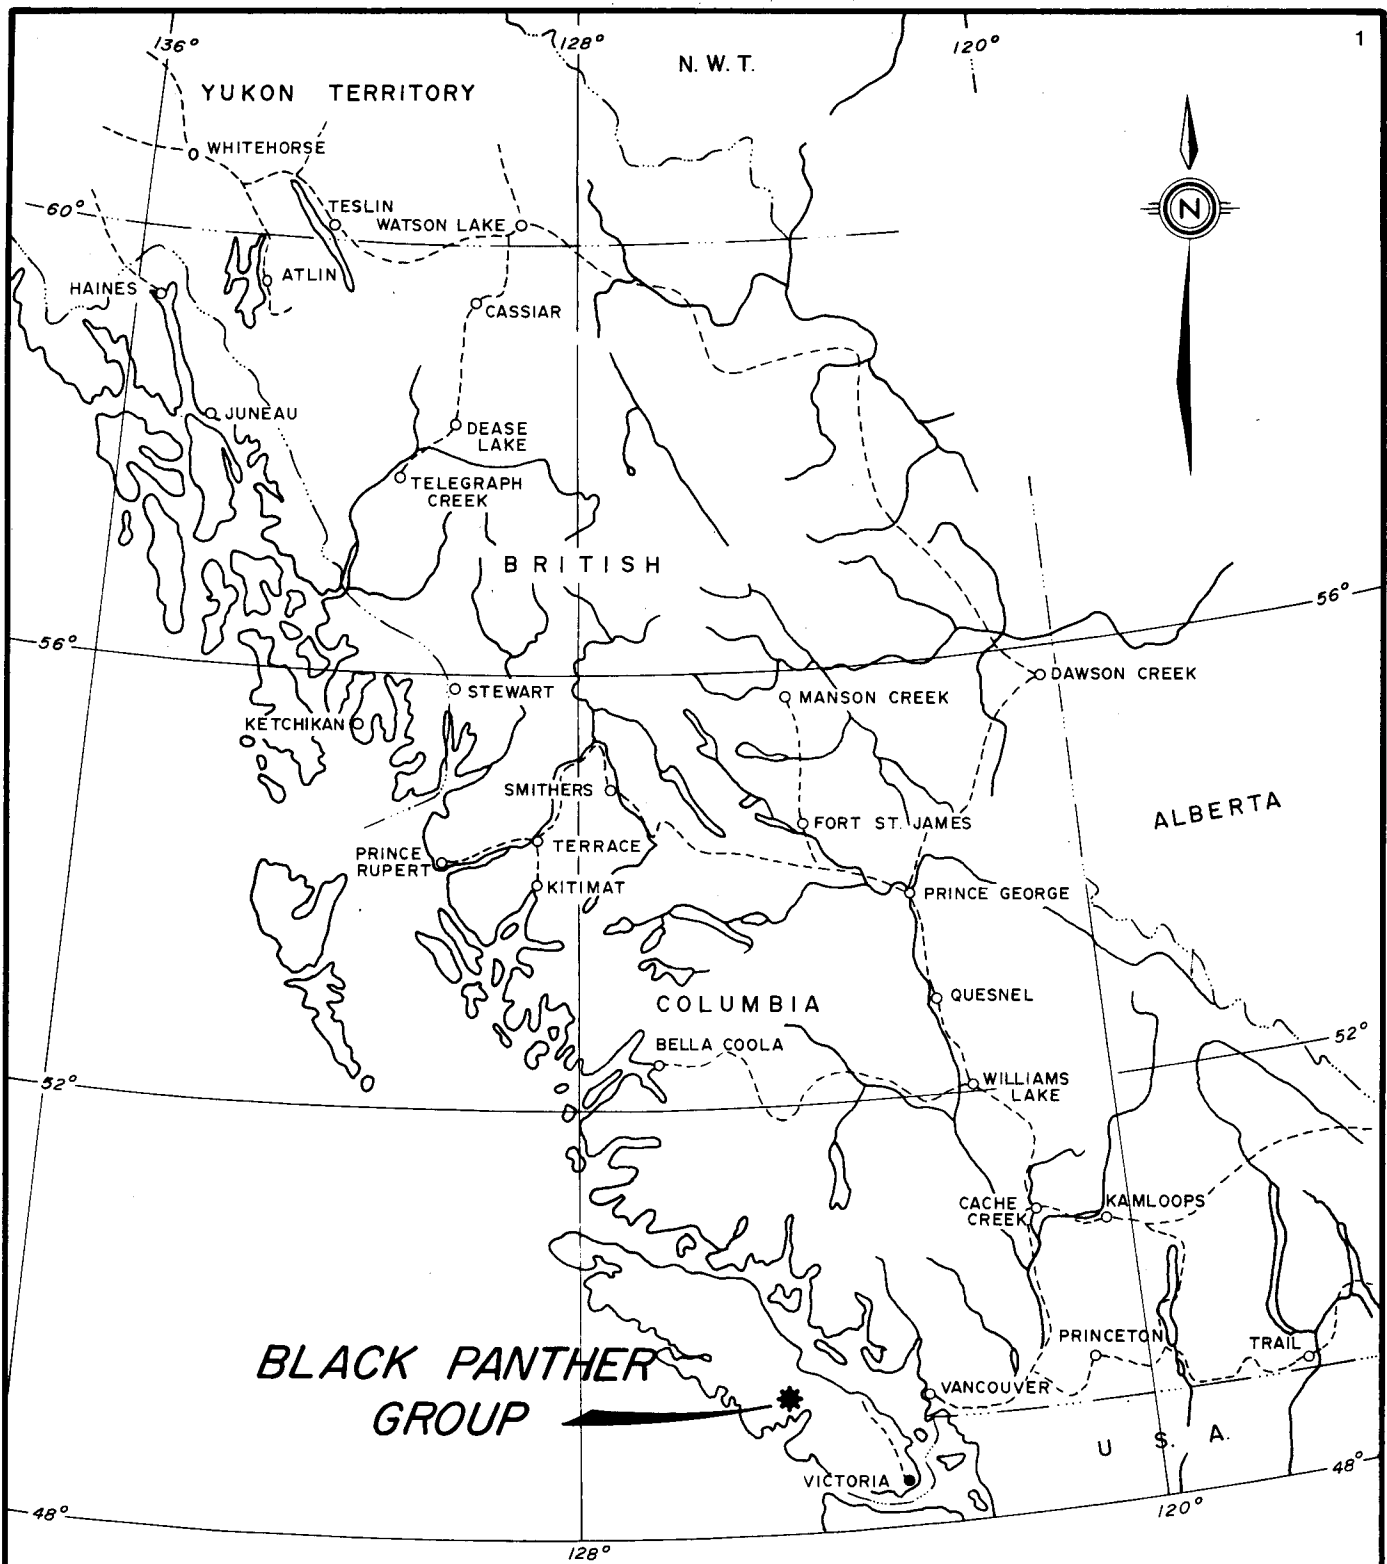 136°
128°
120°
1
N.W.T.
YUKON TERRITORY
WHITEHORSE
60°
TESLIN
WATSON LAKE
N
ATLIN
HAINES
CASSIAR
JUNEAU
DEASE
LAKE
TELEGRAPH
CREEK
BRITISH
56°
56°
DAWSON CREEK
STEWART
MANSON CREEK
KETCHIKAN
SMITHERS
ALBERTA
FORT ST. JAMES
TERRACE
PRINCE
RUPERT
KITIMAT
PRINCE GEORGE
QUESNEL
COLUMBIA
52°
BELLA COOLA
52°
WILLIAMS
LAKE
CACHE
CREEK
KAMLOOPS
PRINCETON
TRAIL
BLACK PANTHER
GROUP
VANCOUVER
U. S. A.
48°
VICTORIA
48°
120°
128°